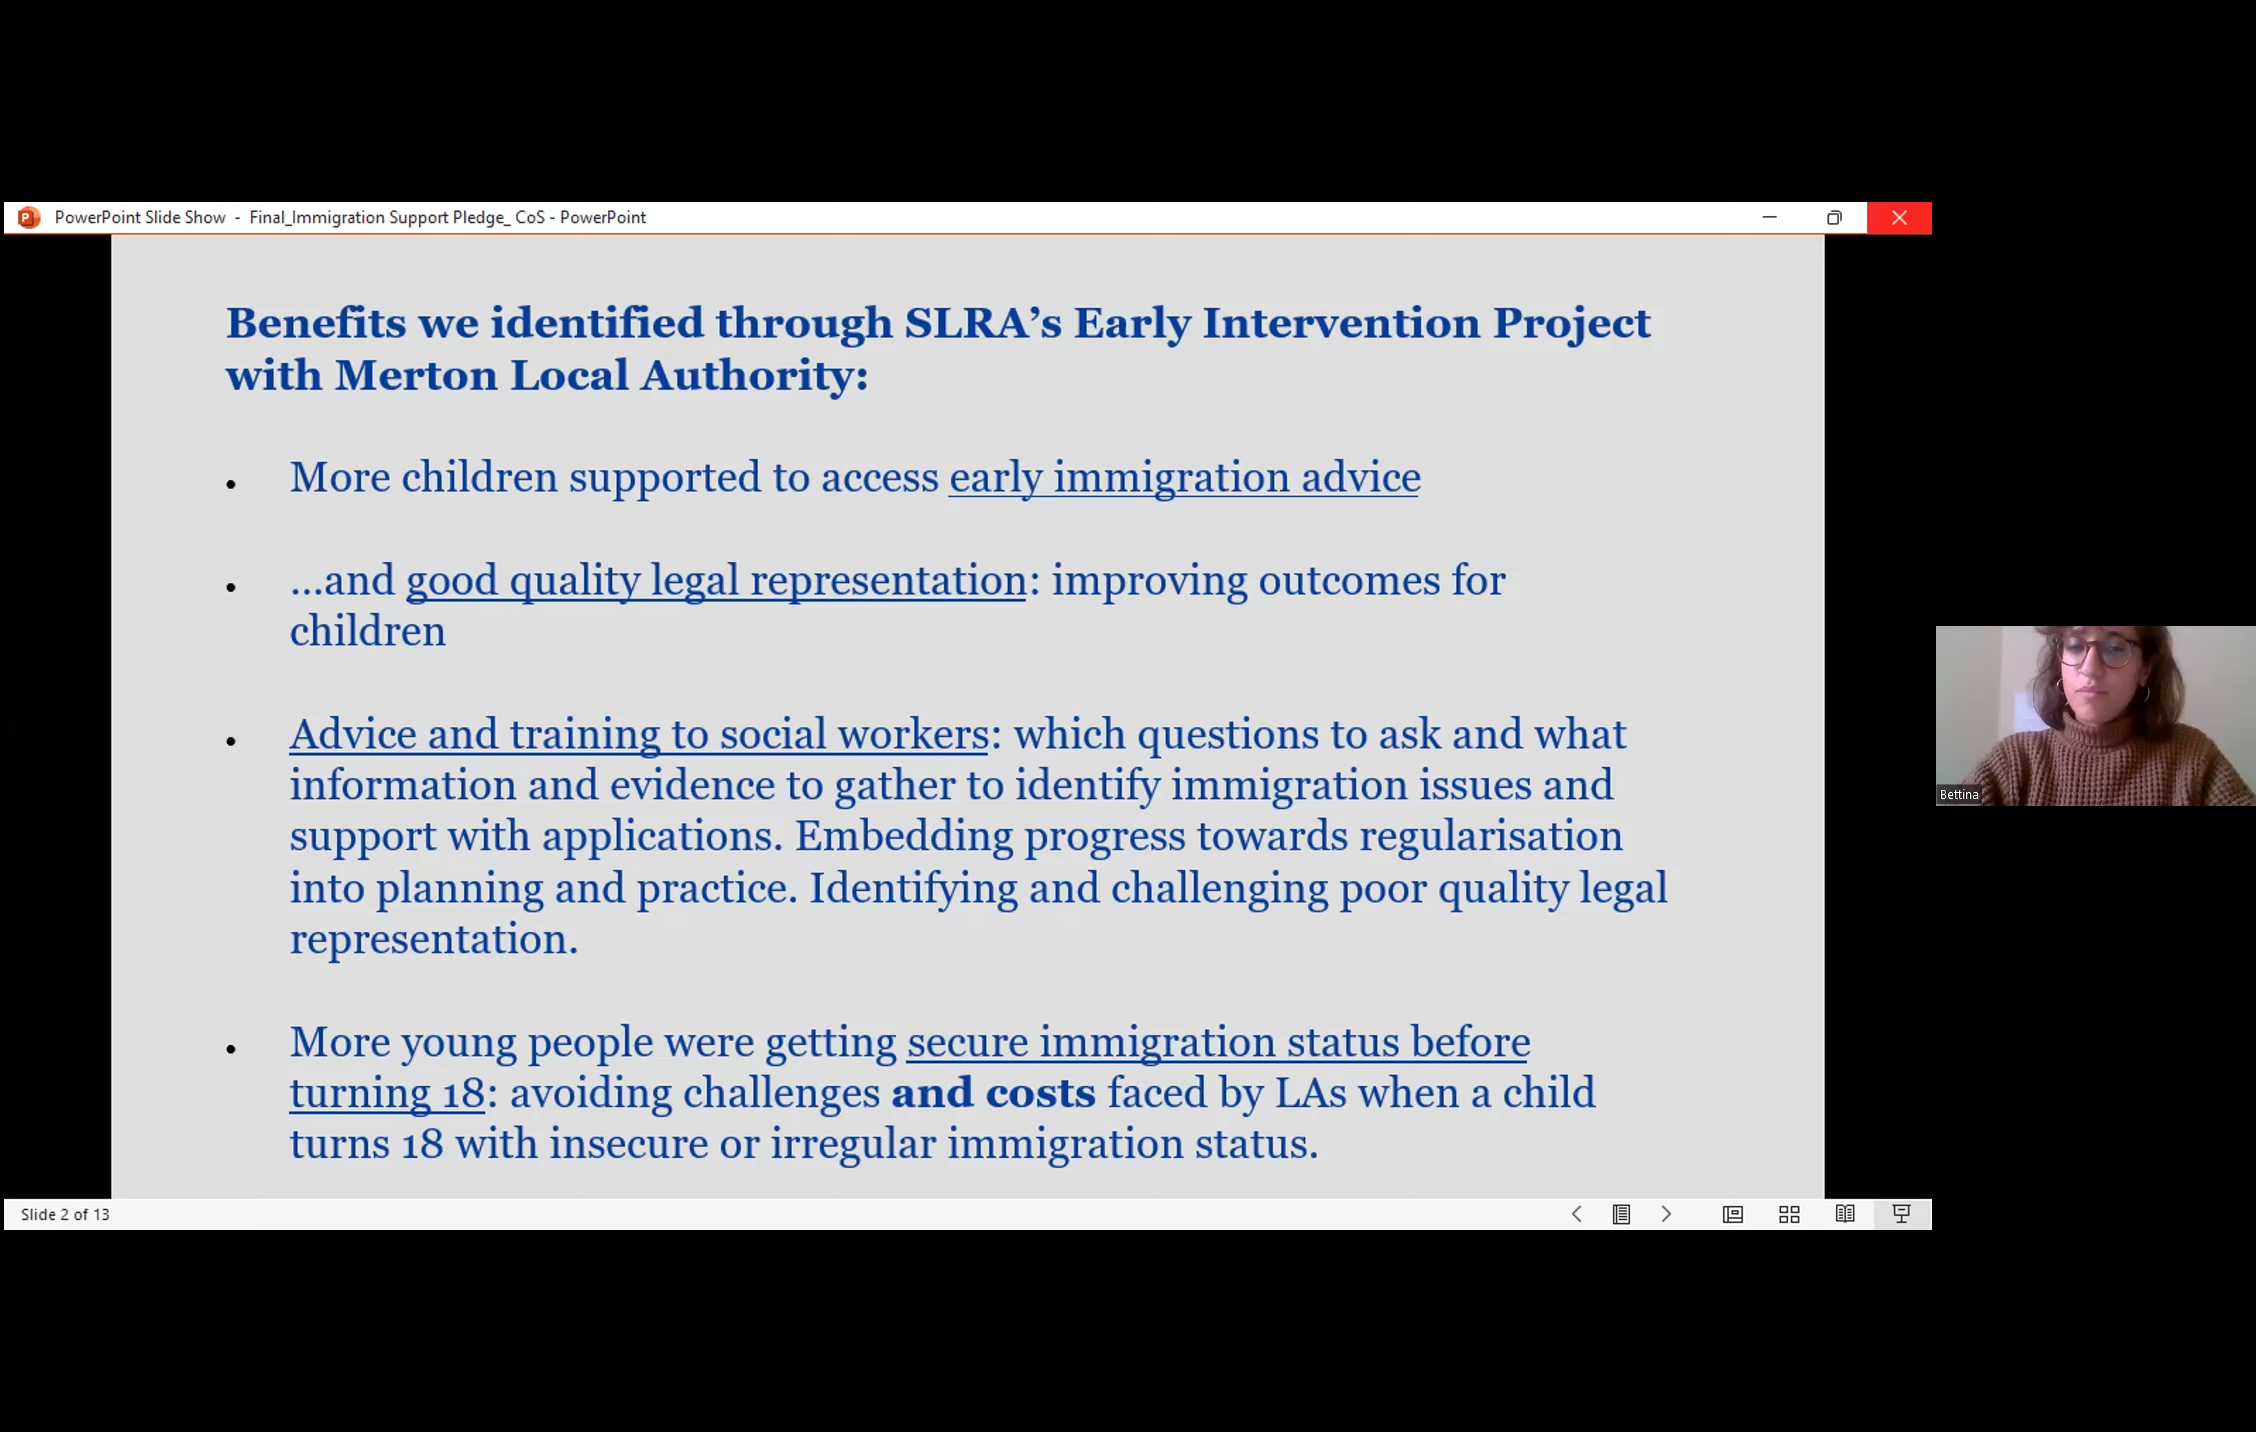 PowerPoint Slide Show - Final_Immigration Support Pledge_ CoS - PowerPoint
Benefits we identified through SLRA’s Early Intervention Project
with Merton Local Authority:
• More children supported to access early immigration advice
• ...and good quality legal representation: improving outcomes for
children
• Advice and training to social workers: which questions to ask and what
information and evidence to gather to identify immigration issues and
support with applications. Embedding progress towards regularisation
into planning and practice. Identifying and challenging poor quality legal
representation.
• More young people were getting secure immigration status before
turning 18: avoiding challenges and costs faced by LAs when a child
turns 18 with insecure or irregular immigration status.
Slide 2 of 13
Bettina